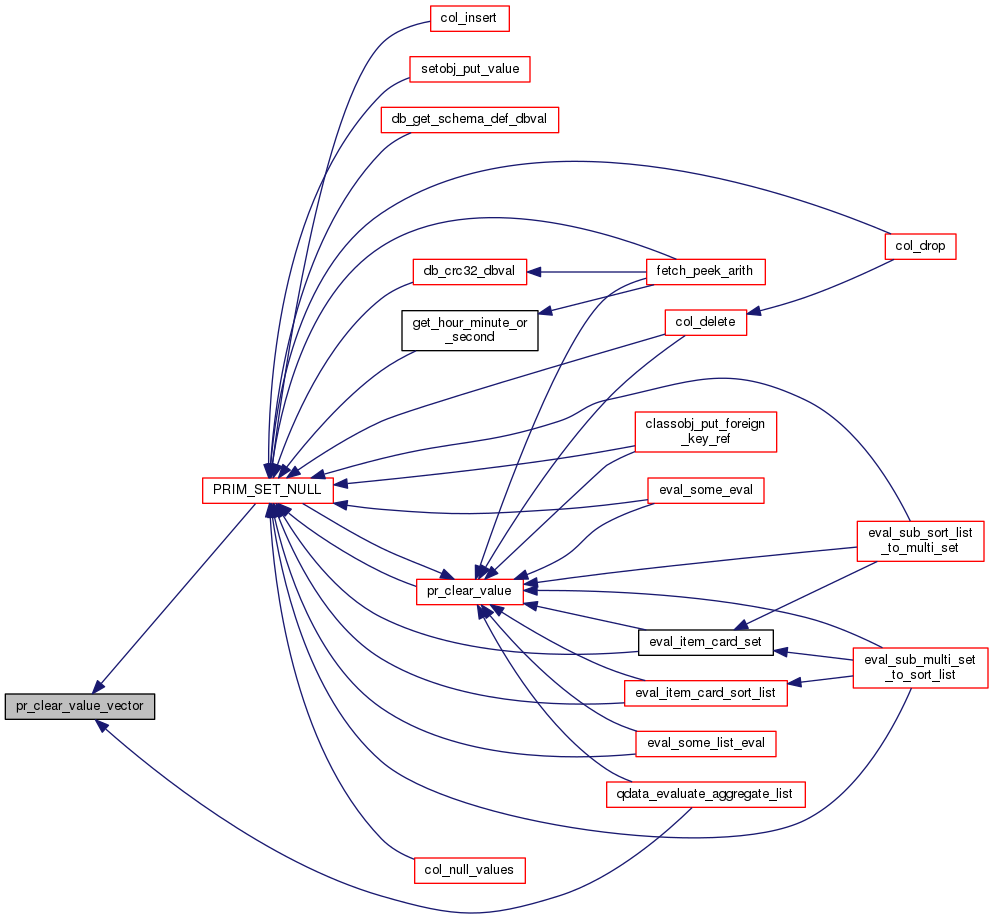 col_insert
setobj_put_value
db_get_schema_def_dbval
col_drop
db_crc32_dbval
fetch_peek_arith
get_hour_minute_or
_second
col_delete
classobj_put_foreign
_key_ref
PRIM_SET_NULL
eval_some_eval
eval_sub_sort_list
_to_multi_set
pr_clear_value
eval_item_card_set
eval_sub_multi_set
_to_sort_list
eval_item_card_sort_list
pr_clear_value_vector
eval_some_list_eval
qdata_evaluate_aggregate_list
col_null_values